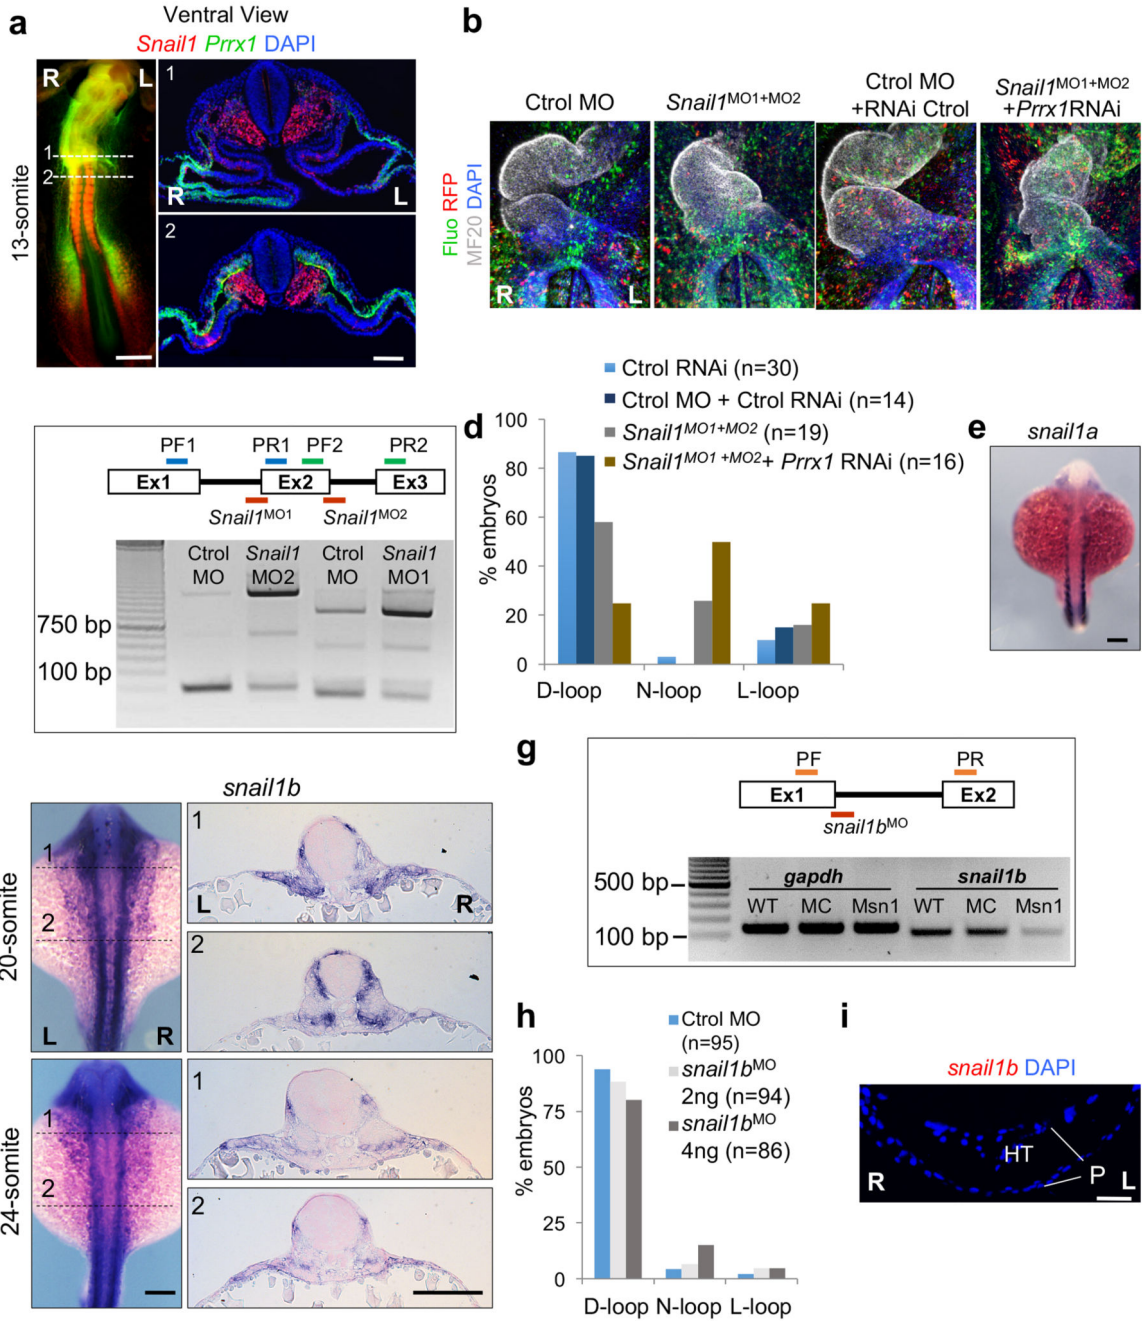 a
Ventral View
Snail1 Prrx1 DAPI
13-somite
R L
1
2
1
R L
2
b
Ctrol MO
Snail1MO1+MO2
Ctrol MO
+RNAi Ctrol
Snail1MO1+MO2
+Prrx1RNAi
Fluo RFP
MF20 DAPI
R L
PF1 PR1 PF2 PR2
Ex1 Ex2 Ex3
Snail1MO1 Snail1MO2
Ctrol
MO
Snail1
MO2
Ctrol
MO
Snail1
MO1
750 bp
100 bp
d
Ctrol RNAi (n=30)
Ctrol MO + Ctrol RNAi (n=14)
Snail1MO1+MO2 (n=19)
Snail1MO1 +MO2+ Prrx1 RNAi (n=16)
% embryos
100
80
60
40
20
0
D-loop N-loop L-loop
e
snail1a
snail1b
20-somite
1
2
L R
1
L R
2
24-somite
1
2
1
2
g
PF PR
Ex1 Ex2
snail1bMO
500 bp
100 bp
gapdh snail1b
WT MC Msn1 WT MC Msn1
h
Ctrol MO
(n=95)
snail1bMO
2ng (n=94)
snail1bMO
4ng (n=86)
% embryos
100
75
50
25
0
D-loop N-loop L-loop
i
snail1b DAPI
HT
P
R L